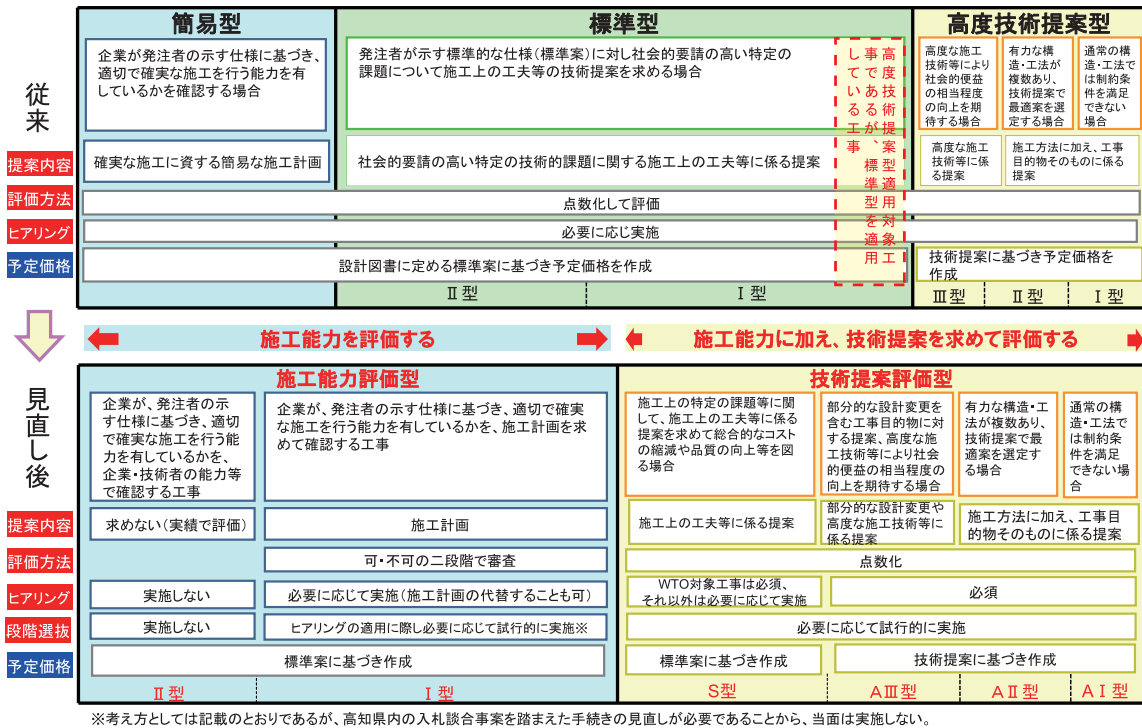 従来
簡易型
標準型
高度技術提案型
企業が発注者の示す仕様に基づき、
適切で確実な施工を行う能力を有
しているかを確認する場合
発注者が示す標準的な仕様(標準案)に対し社会的要請の高い特定の
課題について施工上の工夫等の技術提案を求める場合
高度技術提案型適用対象工
事であるが、標準型を適用
している工事
高度な施工
技術等により
社会的便益
の相当程度
の向上を期
待する場合
有力な構
造・工法が
複数あり、
技術提案で
最適案を選
定する場合
通常の構
造・工法で
は制約条
件を満足
できない
場合
提案内容
確実な施工に資する簡易な施工計画
社会的要請の高い特定の技術的課題に関する施工上の工夫等に係る提案
高度な施工
技術等に係
る提案
施工方法に加え、工事
目的物そのものに係る
提案
評価方法
点数化して評価
ヒアリング
必要に応じ実施
予定価格
設計図書に定める標準案に基づき予定価格を作成
技術提案に基づき予定価格を
作成
Ⅱ型
Ⅰ型
Ⅲ型
Ⅱ型
Ⅰ型
施工能力を評価する
施工能力に加え、技術提案を求めて評価する
見直し後
施工能力評価型
技術提案評価型
企業が、発注者の示
す仕様に基づき、適切
で確実な施工を行う能
力を有しているかを、
企業・技術者の能力等
で確認する工事
企業が、発注者の示す仕様に基づき、適切で確実
な施工を行う能力を有しているかを、施工計画を求
めて確認する工事
施工上の特定の課題等に関
して、施工上の工夫等に係る
提案を求めて総合的なコスト
の縮減や品質の向上等を図
る場合
部分的な設計変更を
含む工事目的物に対
する提案、高度な施
工技術等により社会
的便益の相当程度の
向上を期待する場合
有力な構造・工
法が複数あり、
技術提案で最
適案を選定す
る場合
通常の構
造・工法で
は制約条
件を満足
できない場
合
提案内容
求めない(実績で評価)
施工計画
施工上の工夫等に係る提案
部分的な設計変更や
高度な施工技術等に
係る提案
施工方法に加え、工事目
的物そのものに係る提案
評価方法
可・不可の二段階で審査
点数化
ヒアリング
実施しない
必要に応じて実施(施工計画の代替することも可)
WTO対象工事は必須、
それ以外は必要に応じて実施
必須
段階選抜
実施しない
ヒアリングの適用に際し必要に応じて試行的に実施※
必要に応じて試行的に実施
予定価格
標準案に基づき作成
標準案に基づき作成
技術提案に基づき作成
Ⅱ型
Ⅰ型
S型
AⅢ型
AⅡ型
AⅠ型
※考え方としては記載のとおりであるが、高知県内の入札談合事案を踏まえた手続きの見直しが必要であることから、当面は実施しない。